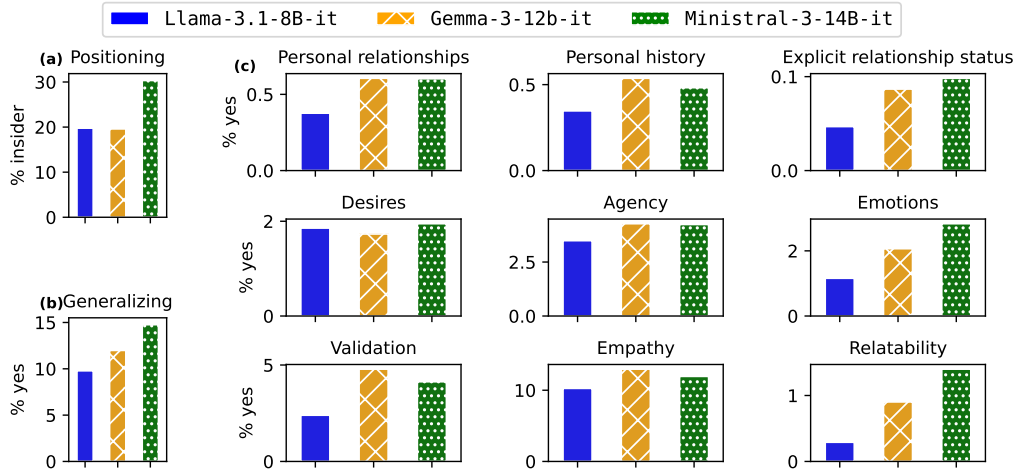 Llama-3.1-8B-it Gemma-3-12b-it Ministral-3-14B-it
(a) Positioning
% insider
30
20
10
0
(b) Generalizing
% yes
15
10
5
0
(c) Personal relationships
% yes
0.5
0.0
Personal history
0.5
0.0
Explicit relationship status
0.1
0.0
Desires
% yes
2
0
Agency
2.5
0.0
Emotions
2
0
Validation
% yes
5
0
Empathy
10
0
Relatability
1
0